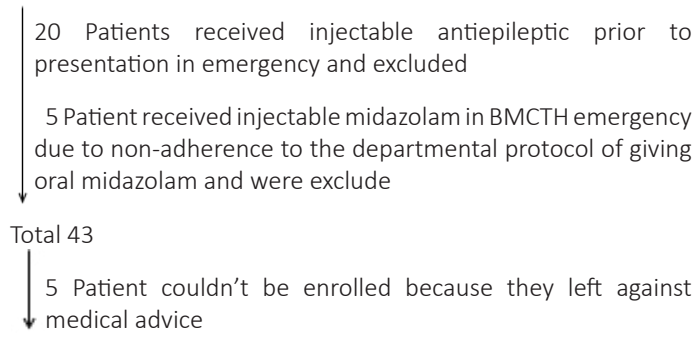 20 Patients received injectable antiepileptic prior to
presentation in emergency and excluded
5 Patient received injectable midazolam in BMCTH emergency
due to non-adherence to the departmental protocol of giving
oral midazolam and were exclude
Total 43
5 Patient couldn’t be enrolled because they left against
medical advice